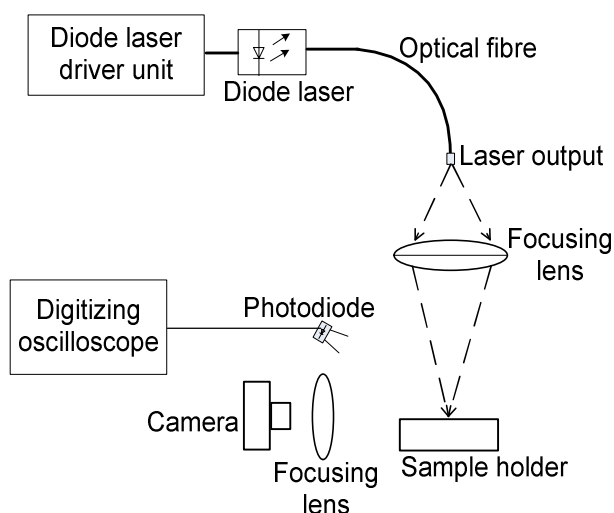 Diode laser
driver unit
Diode laser
Optical fibre
Laser output
Focusing
lens
Photodiode
Digitizing
oscilloscope
Camera
Focusing
lens
Sample holder